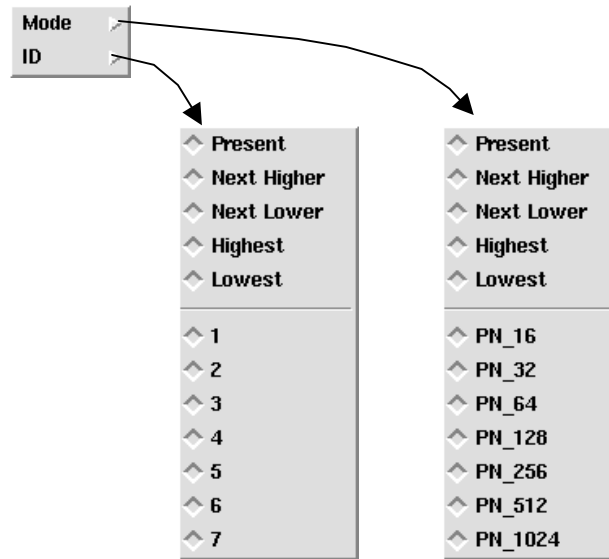 Mode
ID
Present
Next Higher
Next Lower
Highest
Lowest
1
2
3
4
5
6
7
Present
Next Higher
Next Lower
Highest
Lowest
PN_16
PN_32
PN_64
PN_128
PN_256
PN_512
PN_1024